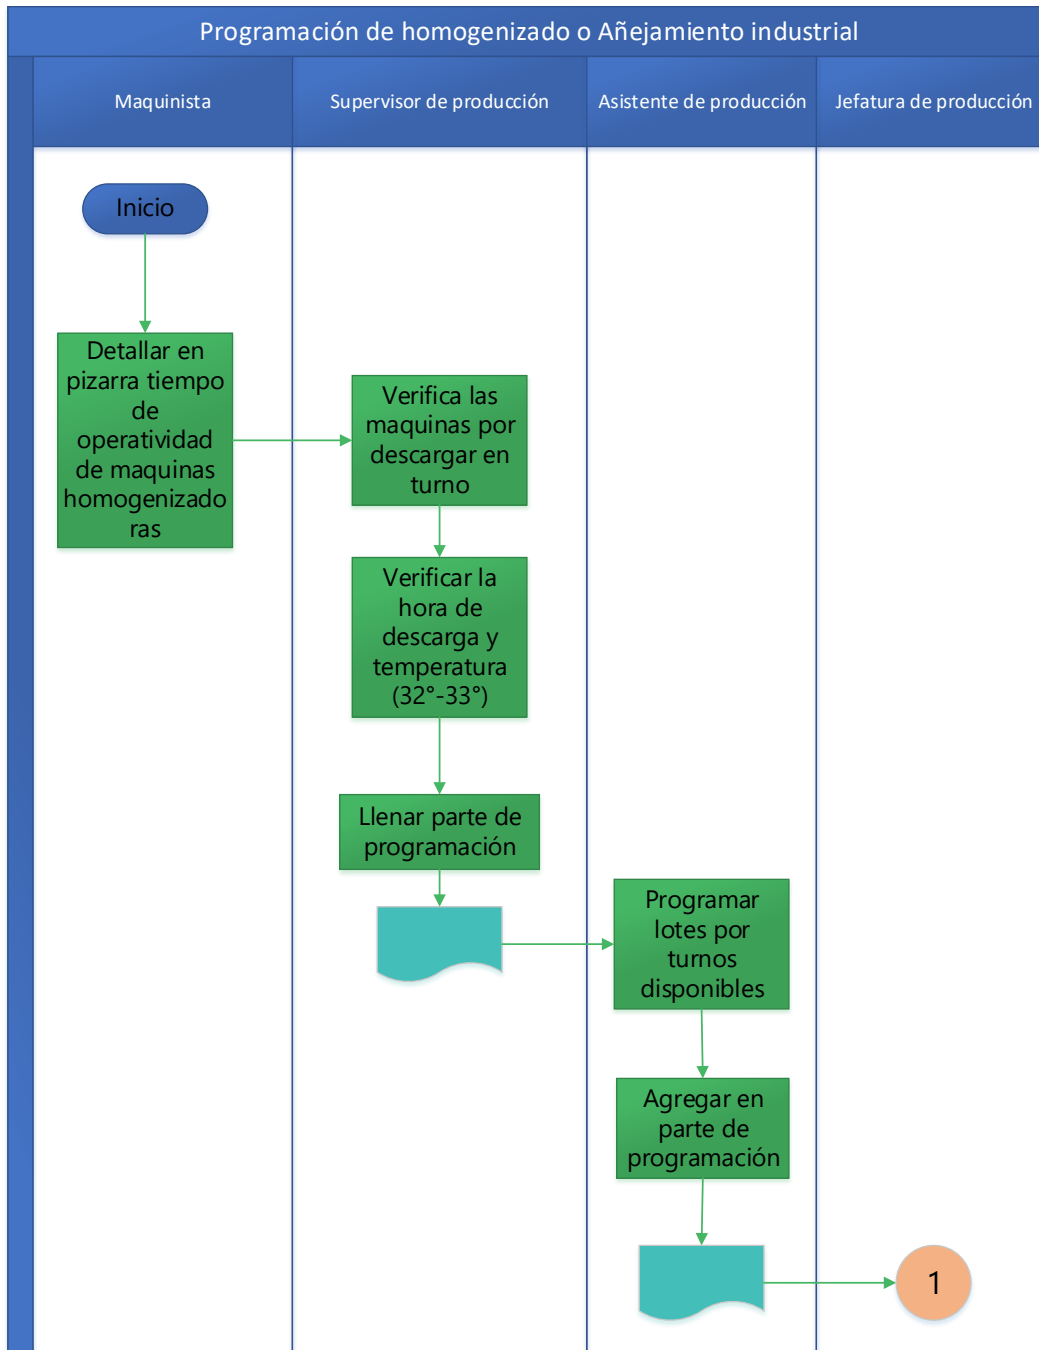 Programación de homogenizado o Añejamiento industrial
Maquinista
Supervisor de producción
Asistente de producción
Jefatura de producción
Inicio
Detallar en
pizarra tiempo
de
operatividad
de maquinas
homogenizado
ras
Verifica las
maquinas por
descargar en
turno
Verificar la
hora de
descarga y
temperatura
(32°-33°)
Llenar parte de
programación
Programar
lotes por
turnos
disponibles
Agregar en
parte de
programación
1